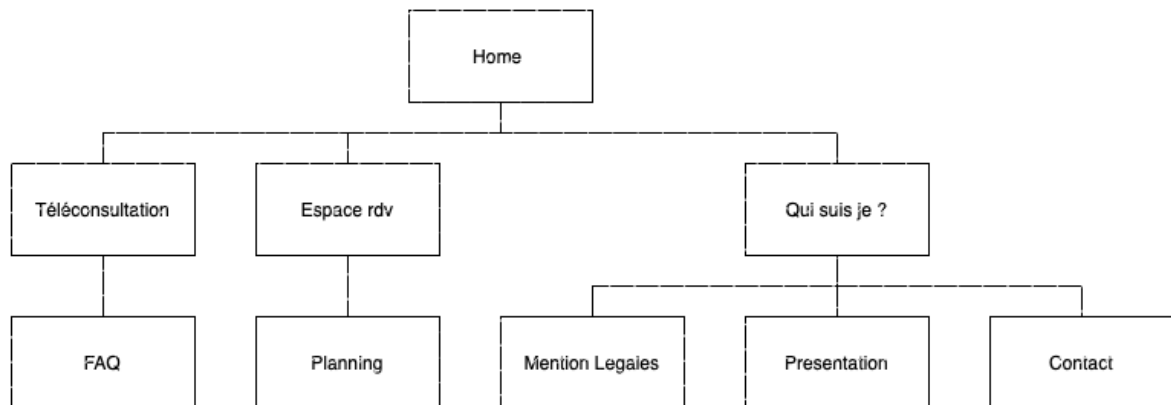 Home
Téléconsultation
Espace rdv
Qui suis je ?
FAQ
Planning
Mention Legales
Presentation
Contact